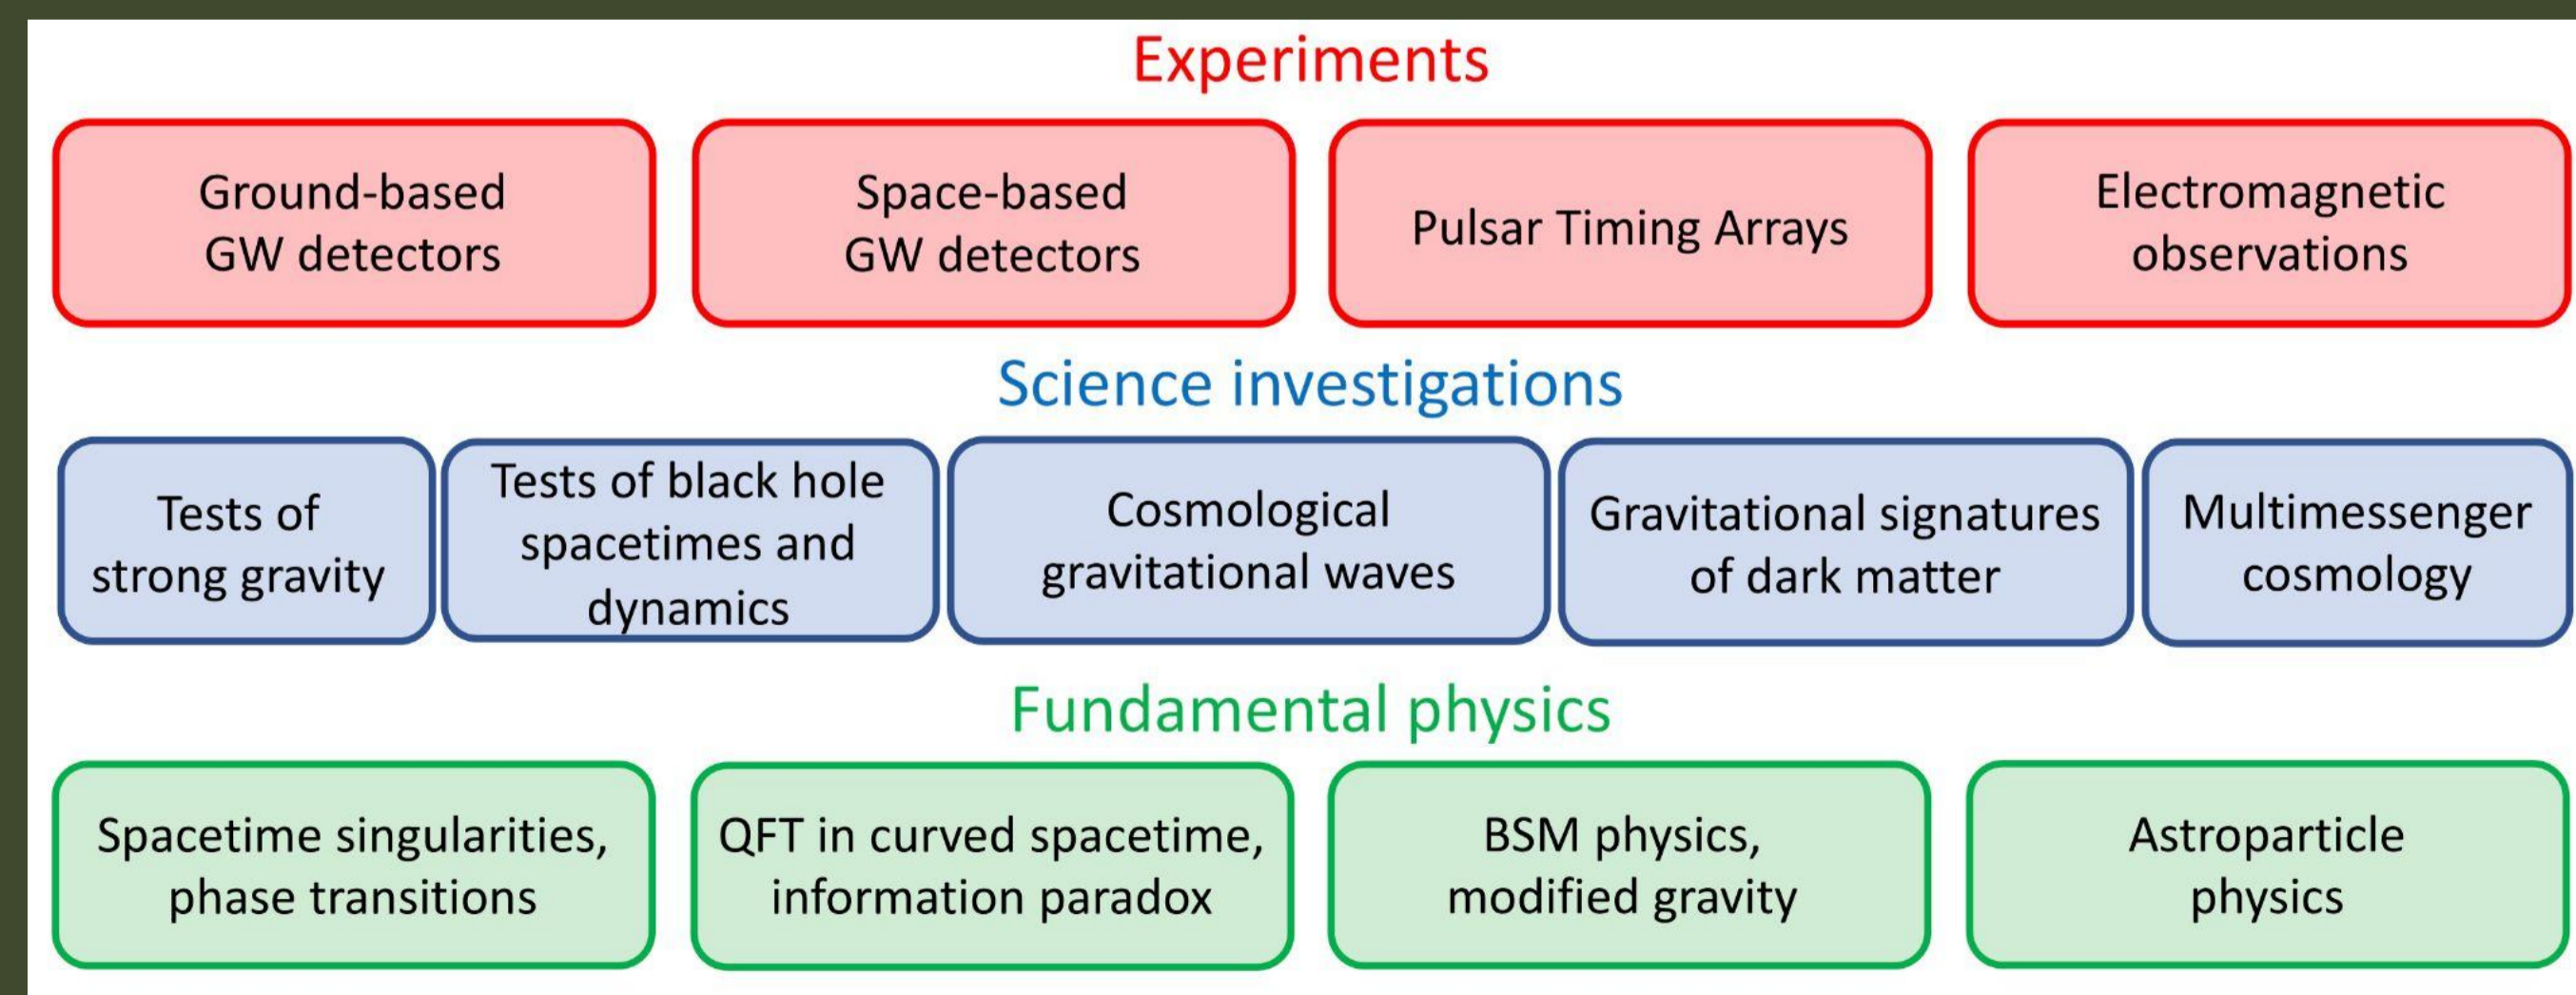 Experiments
Ground-based
GW detectors
Space-based
GW detectors
Pulsar Timing Arrays
Electromagnetic
observations
Science investigations
Tests of
strong gravity
Tests of black hole
spacetimes and
dynamics
Cosmological
gravitational waves
Gravitational signatures
of dark matter
Multimessenger
cosmology
Fundamental physics
Spacetime singularities,
phase transitions
QFT in curved spacetime,
information paradox
BSM physics,
modified gravity
Astroparticle
physics